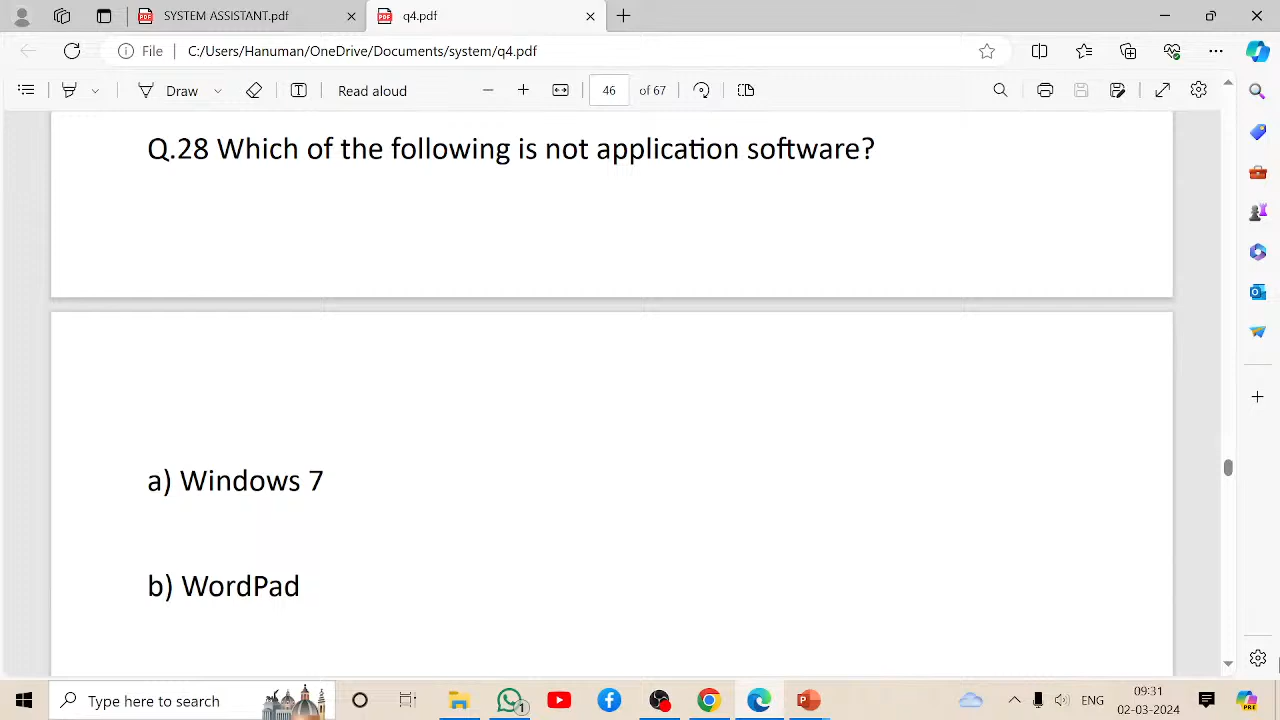 SYSTEM ASSISTANT.pdf
q4.pdf
File
C:/Users/Hanuman/OneDrive/Documents/system/q4.pdf
Draw
Read aloud
46 of 67
Q.28 Which of the following is not application software?
a) Windows 7
b) WordPad
Type here to search
1
ENG
03:31
02-03-2024